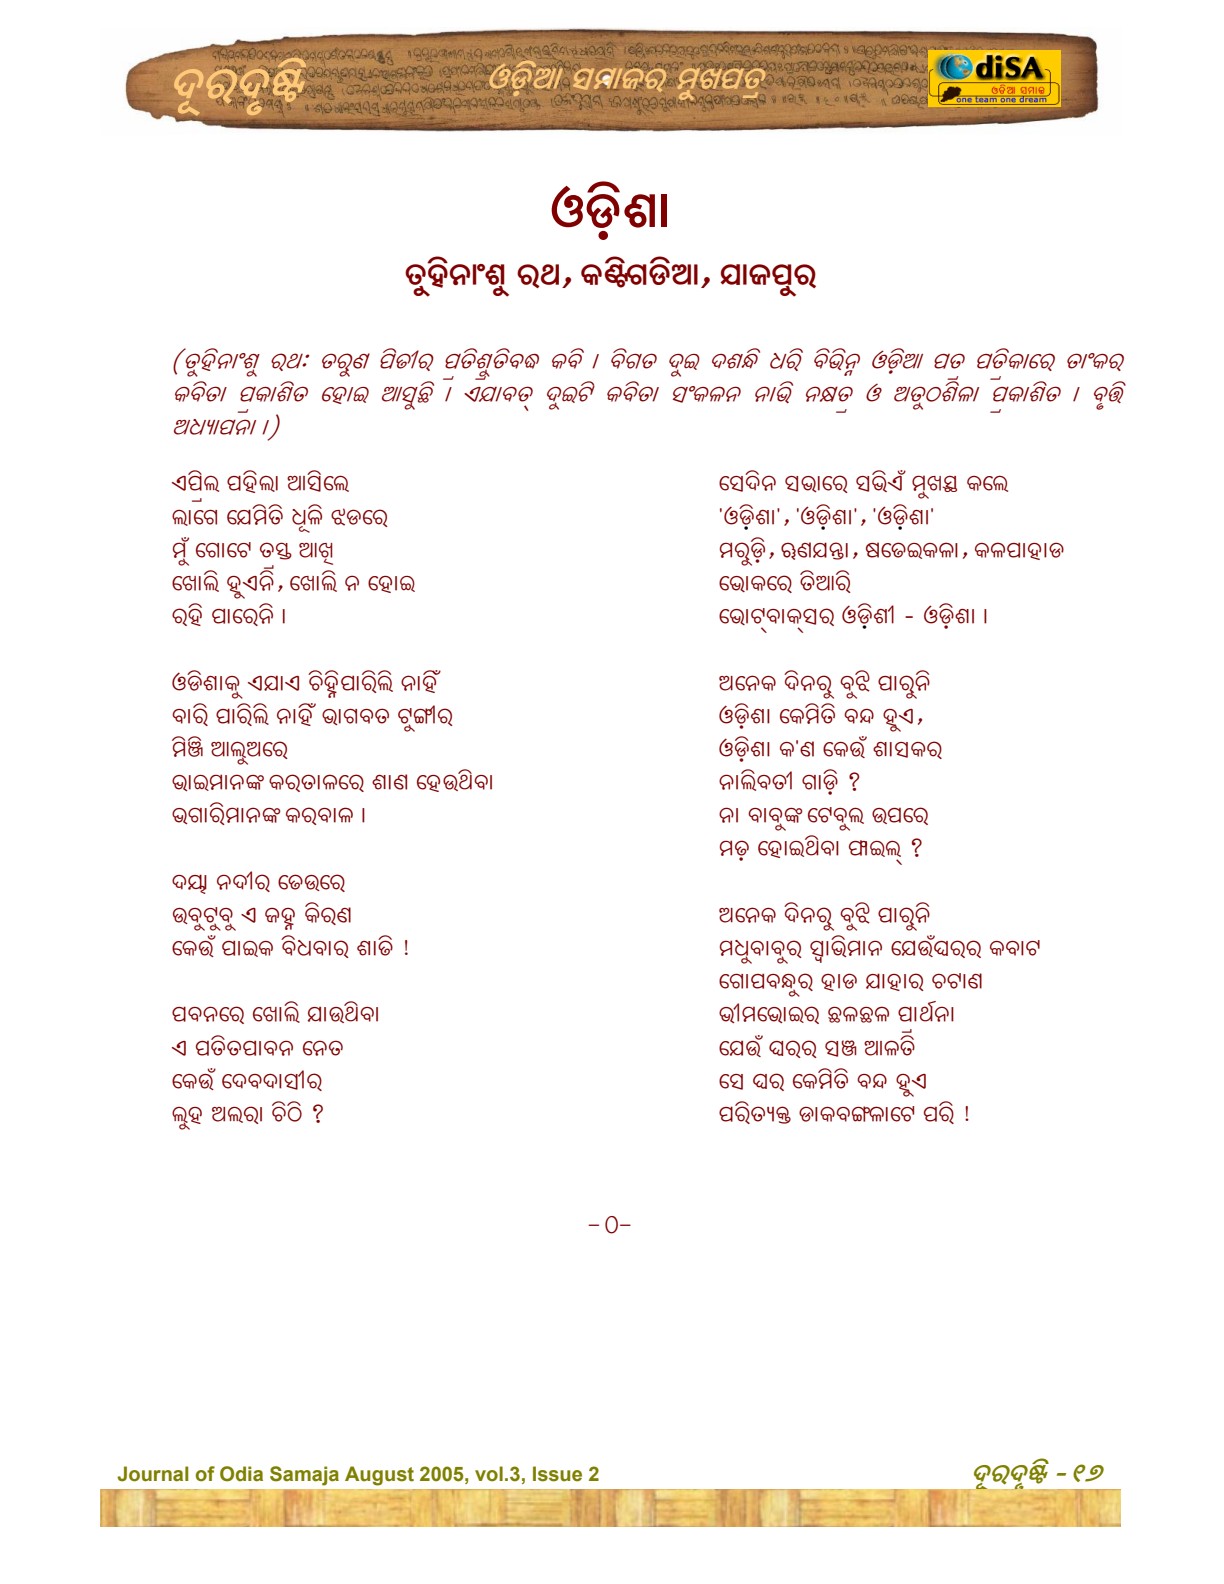 ଦୂରଦୃଷ୍ଟି
ଓଡ଼ିଆ ସମାଜର ମୁଖପତ୍ର
OdiSA
ଓଡ଼ିଆ ସମାଜ
one team one dream
ଓଡ଼ିଶା
ତୁହିନାଂଶୁ ରଥ, କଣ୍ଟିଗଡିଆ, ଯାଜପୁର
(ତୁହିନାଂଶୁ ରଥ: ତରୁଣ ପିଢୀର ପ୍ରତିଶ୍ରୁତିବଦ୍ଧ କବି । ବିଗତ ଦୁଇ ଦଶନ୍ଧି ଧରି ବିଭିନ୍ନ ଓଡ଼ିଆ ପତ୍ର ପତ୍ରିକାରେ ତାଂକର
କବିତା ପ୍ରକାଶିତ ହୋଇ ଆସୁଛି । ଏଯାବତ୍ ଦୁଇଟି କବିତା ସଂକଳନ ନାଭି ନକ୍ଷତ୍ର ଓ ଅତୁଠଶିଳା ପ୍ରକାଶିତ । ବୃତ୍ତି
ଅଧ୍ୟାପନା ।)
ଏପ୍ରିଲ ପହିଲା ଆସିଲେ
ଲାଗେ ଯେମିତି ଧୂଳି ଝଡରେ
ମୁଁ ଗୋଟେ ତ୍ରସ୍ତ ଆଖି
ଖୋଲି ହୁଏନି, ଖୋଲି ନ ହୋଇ
ରହି ପାରେନି ।
ଓଡିଶାକୁ ଏଯାଏ ଚିହ୍ନିପାରିଲି ନାହିଁ
ବାରି ପାରିଲି ନାହିଁ ଭାଗବତ ଟୁଙ୍ଗୀର
ମିଞ୍ଜି ଆଲୁଅରେ
ଭାଇମାନଙ୍କ କରତାଳରେ ଶାଣ ହେଉଥିବା
ଭଗାରିମାନଙ୍କ କରବାଳ ।
ଦୟା ନଦୀର ଢେଉରେ
ଉବୁଟୁବୁ ଏ ଜହ୍ନ କିରଣ
କେଉଁ ପାଇକ ବିଧବାର ଶାଢି !
ପବନରେ ଖୋଲି ଯାଉଥିବା
ଏ ପତିତପାବନ ନେତ
କେଉଁ ଦେବଦାସୀର
ଲୁହ ଅଲରା ଚିଠି ?
ସେଦିନ ସଭାରେ ସଭିଏଁ ମୁଖସ୍ଥ କଲେ
'ଓଡ଼ିଶା', 'ଓଡ଼ିଶା', 'ଓଡ଼ିଶା'
ମରୁଡ଼ି, ଋଣଯନ୍ତା, ଷଢେଇକଳା, କଳାପାହାଡ
ଭୋକରେ ତିଆରି
ଭୋଟ୍‌ବାକ୍‌ସର ଓଡ଼ିଶୀ - ଓଡ଼ିଶା ।
ଅନେକ ଦିନରୁ ବୁଝି ପାରୁନି
ଓଡ଼ିଶା କେମିତି ବନ୍ଦ ହୁଏ,
ଓଡ଼ିଶା କ'ଣ କେଉଁ ଶାସକର
ନାଲିବତୀ ଗାଡ଼ି ?
ନା ବାବୁଙ୍କ ଟେବୁଲ ଉପରେ
ମଡ଼ ହୋଇଥିବା ଫାଇଲ୍ ?
ଅନେକ ଦିନରୁ ବୁଝି ପାରୁନି
ମଧୁବାବୁର ସ୍ୱାଭିମାନ ଯେଉଁଘରର କବାଟ
ଗୋପବନ୍ଧୁର ହାଡ ଯାହାର ଚଟାଣ
ଭୀମଭୋଇର ଛଳଛଳ ପ୍ରାର୍ଥନା
ଯେଉଁ ଘରର ସଞ୍ଜ ଆଳତି
ସେ ଘର କେମିତି ବନ୍ଦ ହୁଏ
ପରିତ୍ୟକ୍ତ ଡାକବଙ୍ଗଳାଟେ ପରି !
-0-
Journal of Odia Samaja August 2005, vol.3, Issue 2
ଦୂରଦୃଷ୍ଟି - ୧୭